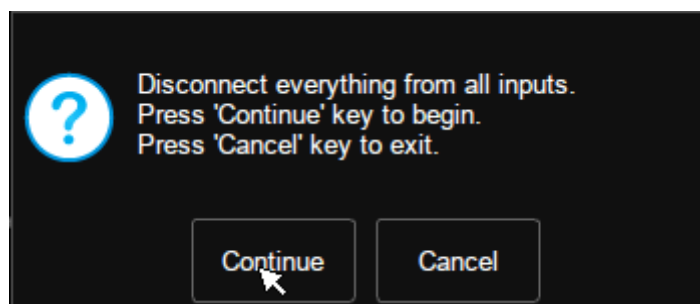 ?
Disconnect everything from all inputs.
Press 'Continue' key to begin.
Press 'Cancel' key to exit.
Continue
Cancel